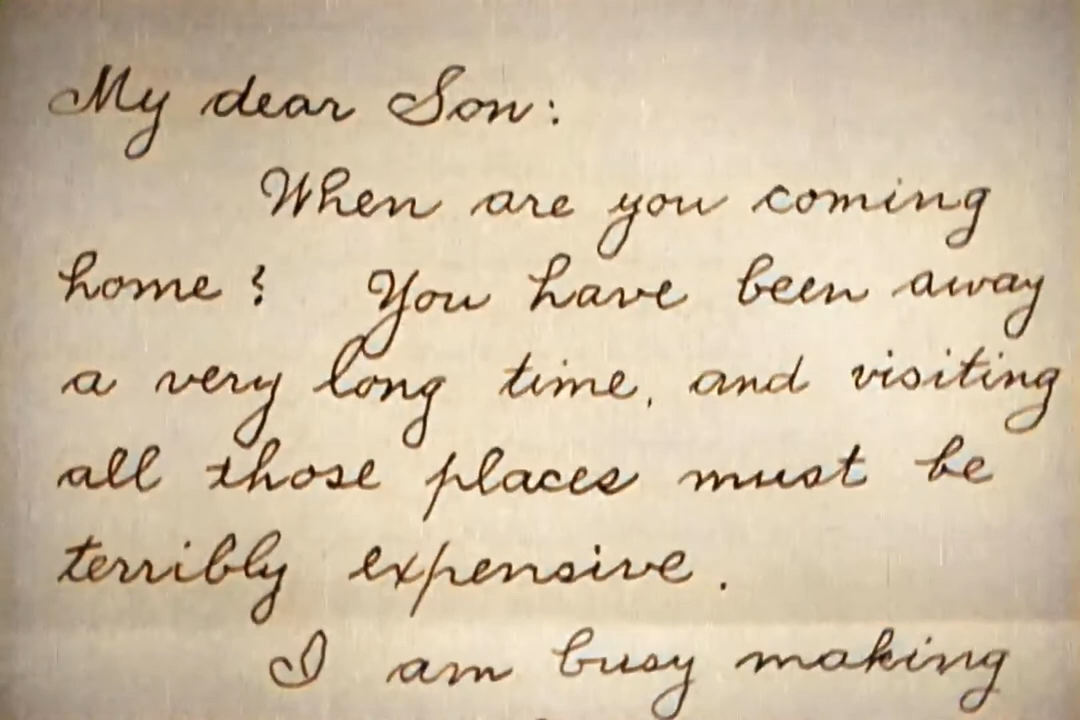 My dear Son:
When are you coming
home? You have been away
a very long time, and visiting
all those places must be
terribly expensive.
I am busy making